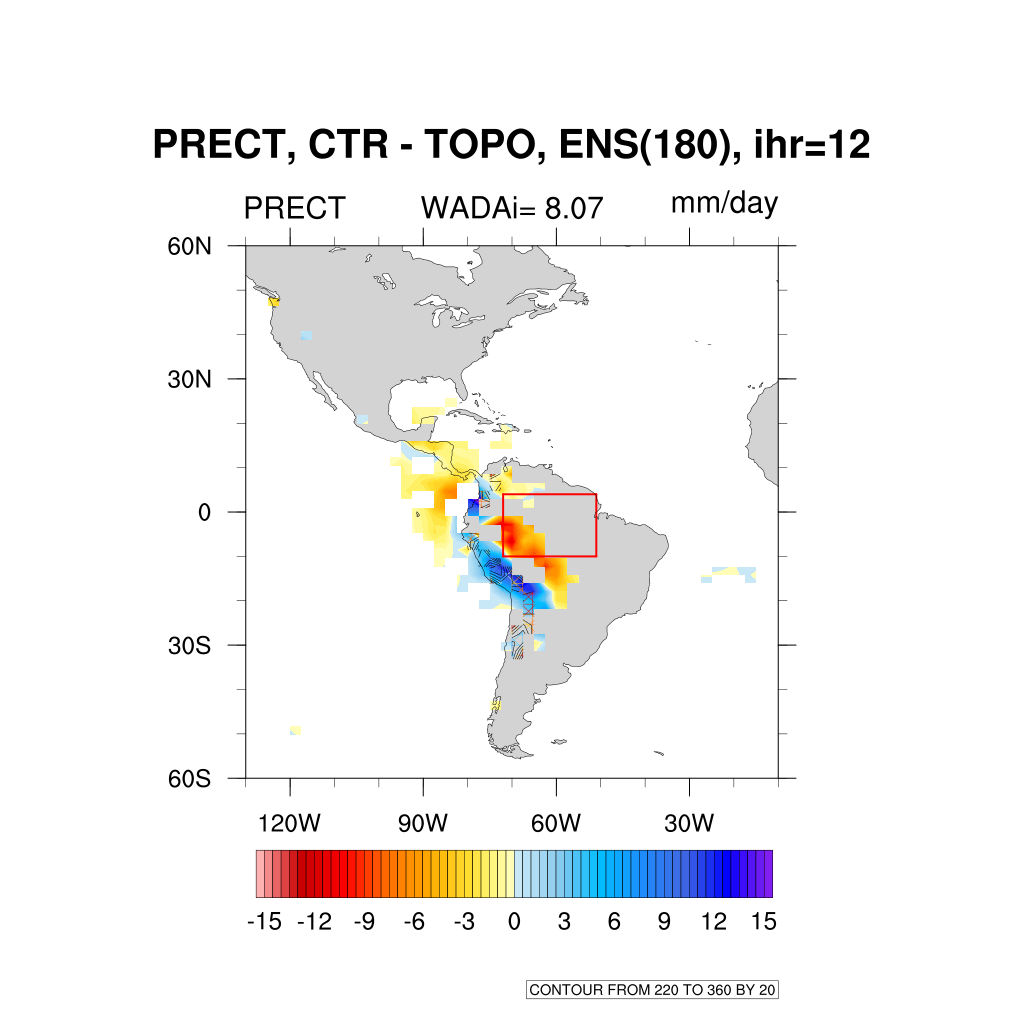 PRECT, CTR - TOPO, ENS(180), ihr=12
PRECT WADAi= 8.07 mm/day
60N
30N
0
30S
60S
120W 90W 60W 30W
-15 -12 -9 -6 -3 0 3 6 9 12 15
CONTOUR FROM 220 TO 360 BY 20